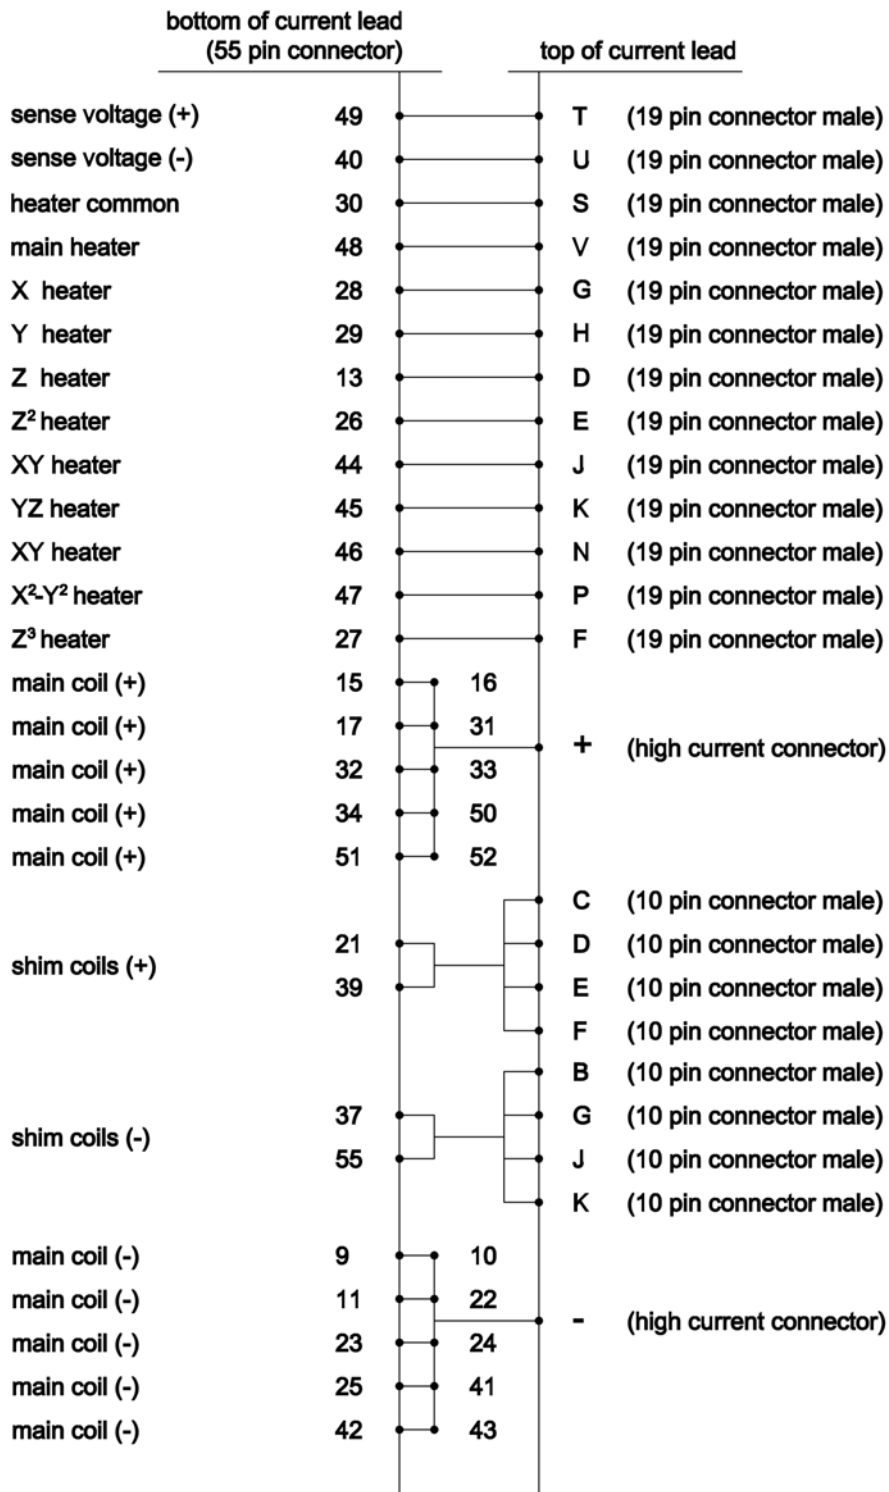 bottom of current lead
(55 pin connector) top of current lead
sense voltage (+) 49 T (19 pin connector male)
sense voltage (-) 40 U (19 pin connector male)
heater common 30 S (19 pin connector male)
main heater 48 V (19 pin connector male)
X heater 28 G (19 pin connector male)
Y heater 29 H (19 pin connector male)
Z heater 13 D (19 pin connector male)
Z² heater 26 E (19 pin connector male)
XY heater 44 J (19 pin connector male)
YZ heater 45 K (19 pin connector male)
XY heater 46 N (19 pin connector male)
X²-Y² heater 47 P (19 pin connector male)
Z³ heater 27 F (19 pin connector male)
main coil (+) 15 16
main coil (+) 17 31
+ (high current connector)
main coil (+) 32 33
main coil (+) 34 50
main coil (+) 51 52
C (10 pin connector male)
21 D (10 pin connector male)
shim coils (+)
39 E (10 pin connector male)
F (10 pin connector male)
B (10 pin connector male)
37 G (10 pin connector male)
shim coils (-)
55 J (10 pin connector male)
K (10 pin connector male)
main coil (-) 9 10
main coil (-) 11 22
- (high current connector)
main coil (-) 23 24
main coil (-) 25 41
main coil (-) 42 43